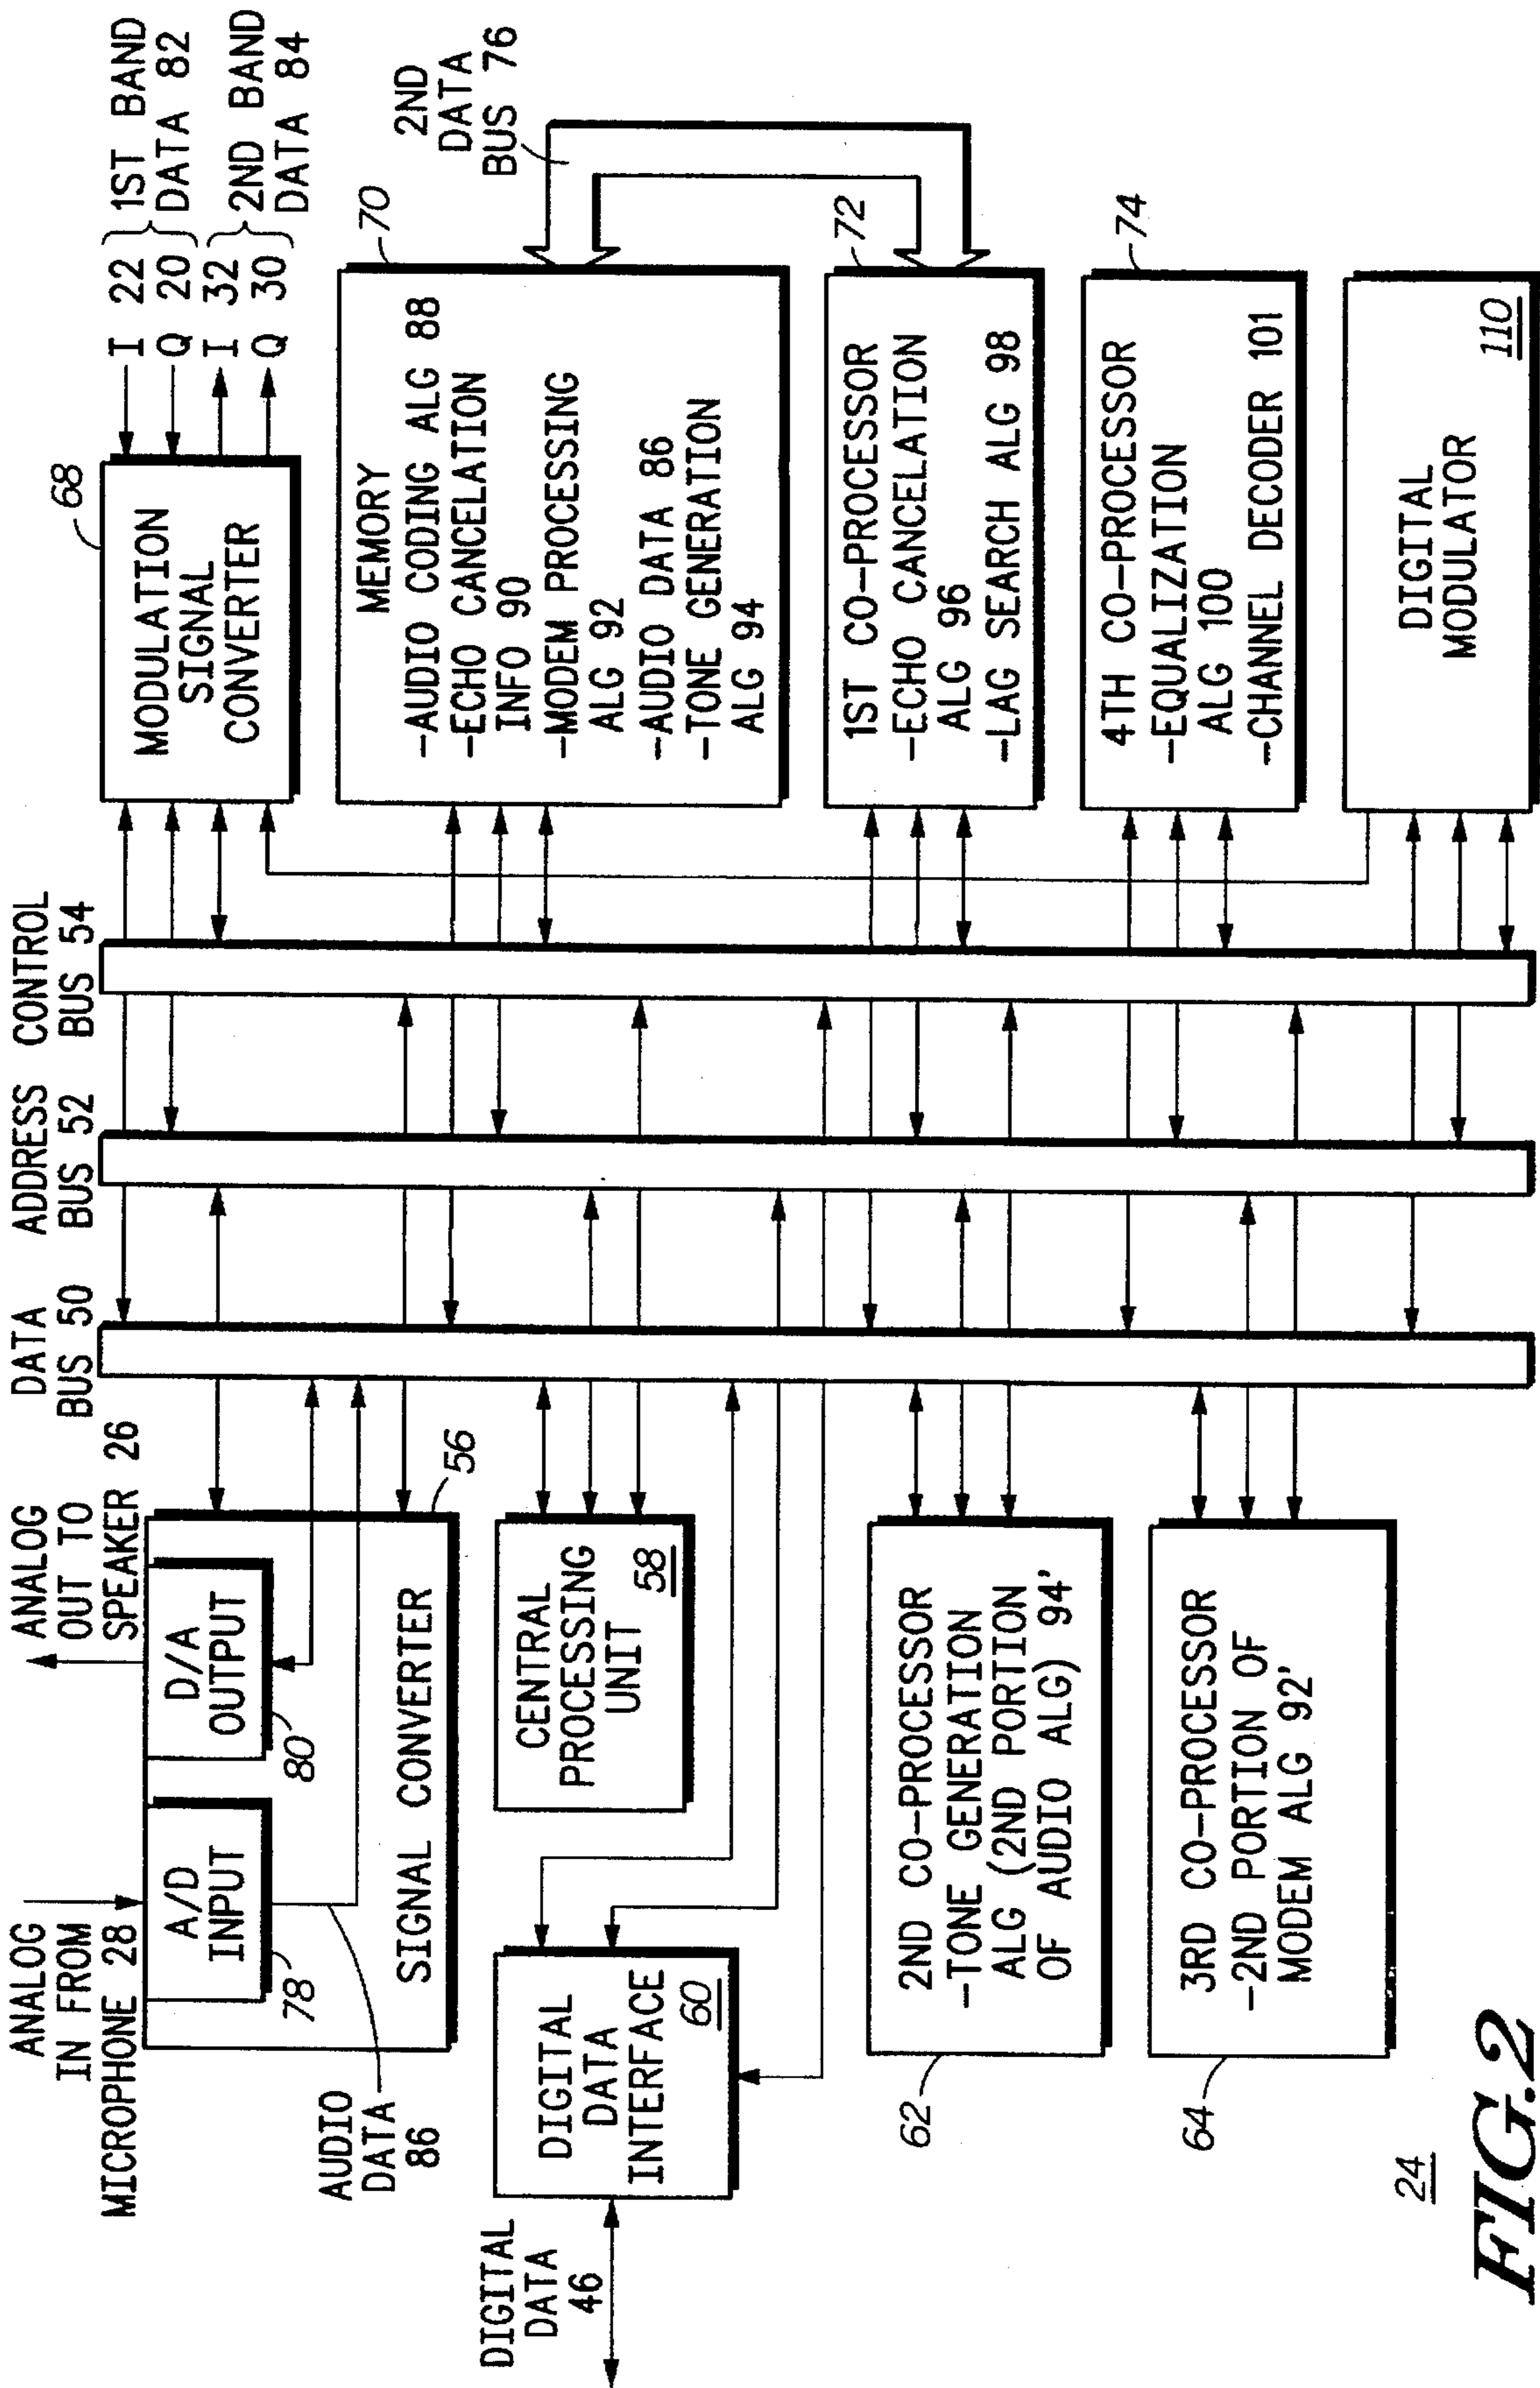 ANALOG
IN FROM
MICROPHONE 28
ANALOG
OUT TO
SPEAKER 26
DATA
BUS 50
ADDRESS
BUS 52
CONTROL
BUS 54
A/D
INPUT
78
D/A
OUTPUT
80
SIGNAL CONVERTER
56
AUDIO
DATA
86
68
MODULATION
SIGNAL
CONVERTER
I 22
Q 20
1ST BAND
DATA 82
I 32
Q 30
2ND BAND
DATA 84
CENTRAL
PROCESSING
UNIT
58
70
MEMORY
-AUDIO CODING ALG 88
-ECHO CANCELATION
INFO 90
-MODEM PROCESSING
ALG 92
-AUDIO DATA 86
-TONE GENERATION
ALG 94
2ND
DATA
BUS 76
DIGITAL
DATA
46
DIGITAL
DATA
INTERFACE
60
72
1ST CO-PROCESSOR
-ECHO CANCELATION
ALG 96
-LAG SEARCH ALG 98
62
2ND CO-PROCESSOR
-TONE GENERATION
ALG (2ND PORTION
OF AUDIO ALG) 94'
74
4TH CO-PROCESSOR
-EQUALIZATION
ALG 100
-CHANNEL DECODER 101
64
3RD CO-PROCESSOR
-2ND PORTION OF
MODEM ALG 92'
DIGITAL
MODULATOR
110
24
FIG.2